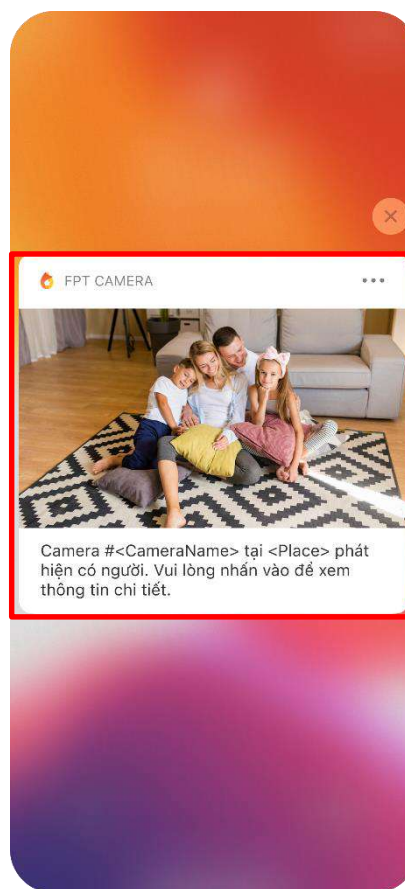 FPT CAMERA
Camera #<CameraName> tại <Place> phát
hiện có người. Vui lòng nhấn vào để xem
thông tin chi tiết.